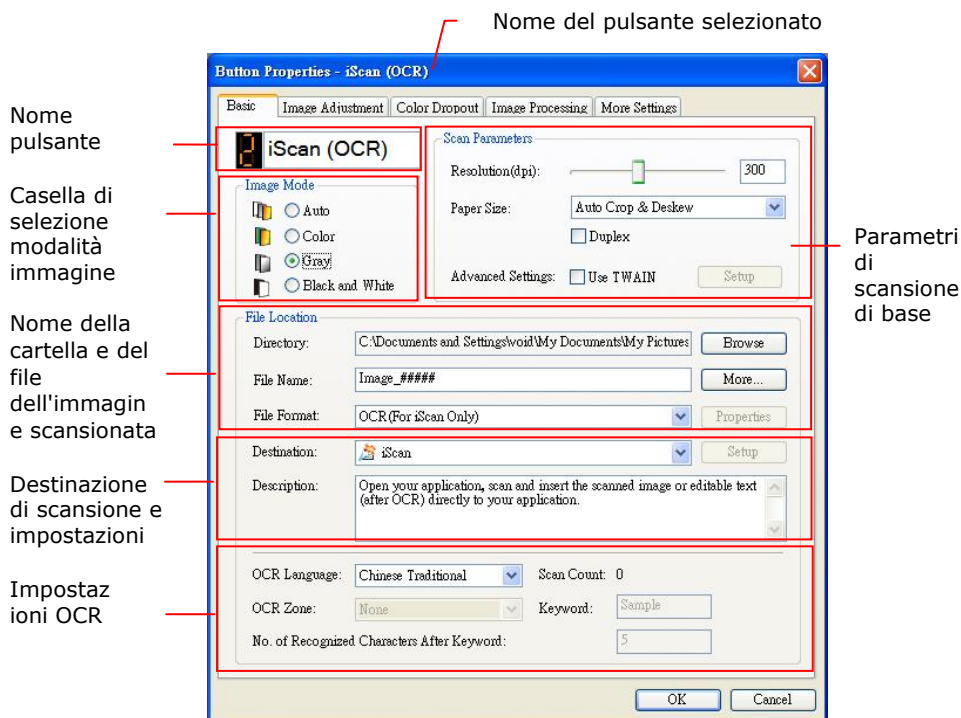 Nome del pulsante selezionato
Button Properties - iScan (OCR)
Basic Image Adjustment Color Dropout Image Processing More Settings
Nome
pulsante
2 iScan (OCR)
Casella di
selezione
modalità
immagine
Image Mode
Auto
Color
Gray
Black and White
Scan Parameters
Resolution(dpi): 300
Paper Size: Auto Crop & Deskew
Duplex
Advanced Settings: Use TWAIN Setup
Parametri
di
scansione
di base
Nome della
cartella e del
file
dell'immagin
e scansionata
File Location
Directory: C:\Documents and Settings\void\My Documents\My Pictures Browse
File Name: Image_##### More...
File Format: OCR(For iScan Only) Properties
Destinazione
di scansione e
impostazioni
Destination: iScan Setup
Description: Open your application, scan and insert the scanned image or editable text
(after OCR) directly to your application.
Impostaz
ioni OCR
OCR Language: Chinese Traditional Scan Count: 0
OCR Zone: None Keyword: Sample
No. of Recognized Characters After Keyword: 5
OK Cancel